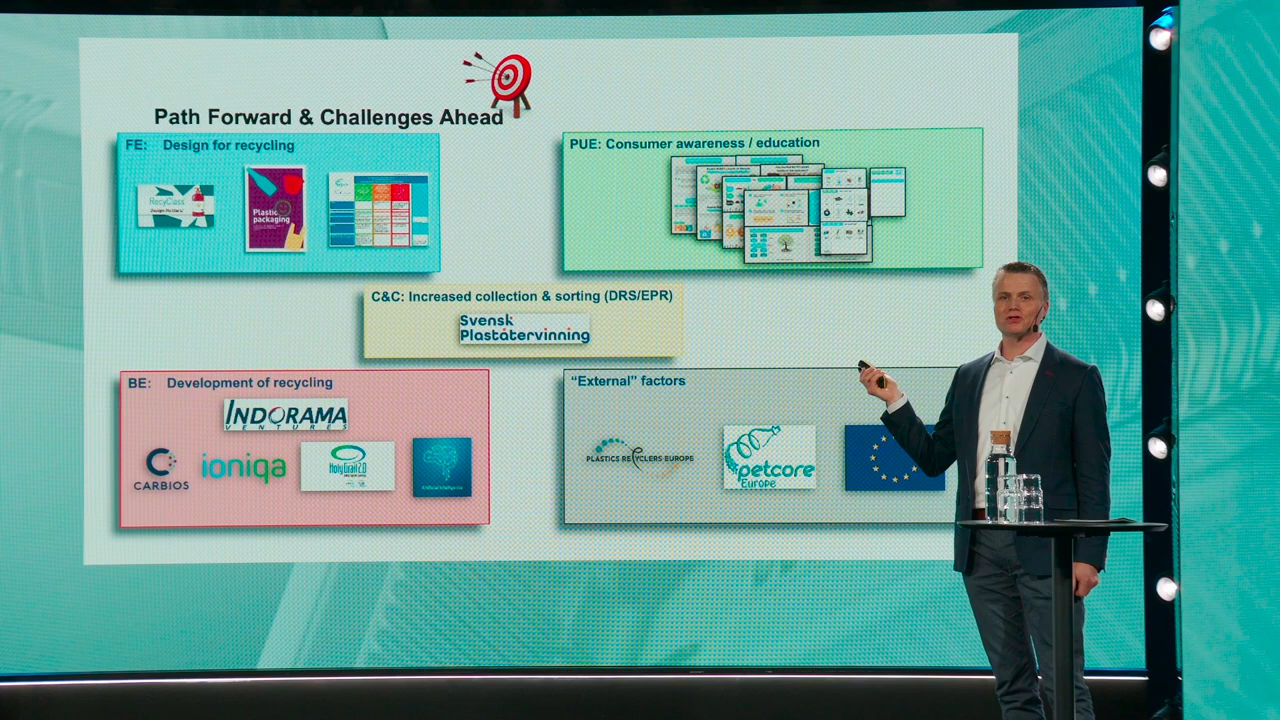 Path Forward & Challenges Ahead
FE: Design for recycling
RecyClass
Plastic
packaging
PUE: Consumer awareness / education
C&C: Increased collection & sorting (DRS/EPR)
Svensk
Plaståtervinning
BE: Development of recycling
INDORAMA
VENTURES
CARBIOS
ioniqa
HolyGrail 2.0
Artificial Intelligence
"External" factors
PLASTICS RECYCLERS EUROPE
petcore
Europe